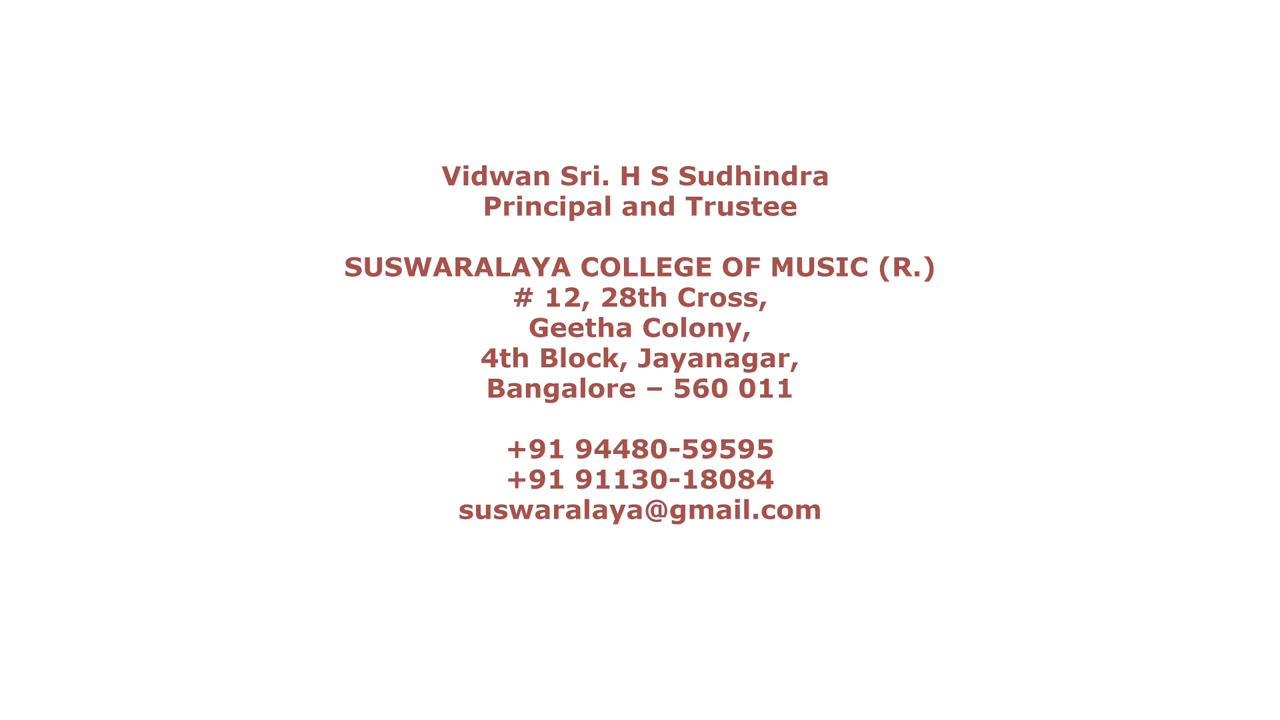 Vidwan Sri. H S Sudhindra
Principal and Trustee
SUSWARALAYA COLLEGE OF MUSIC (R.)
# 12, 28th Cross,
Geetha Colony,
4th Block, Jayanagar,
Bangalore – 560 011
+91 94480-59595
+91 91130-18084
suswaralaya@gmail.com